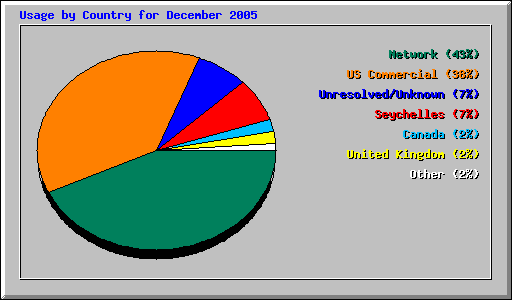 Usage by Country for December 2005
Network (43%)
US Commercial (38%)
Unresolved/Unknown (7%)
Seychelles (7%)
Canada (2%)
United Kingdom (2%)
Other (2%)